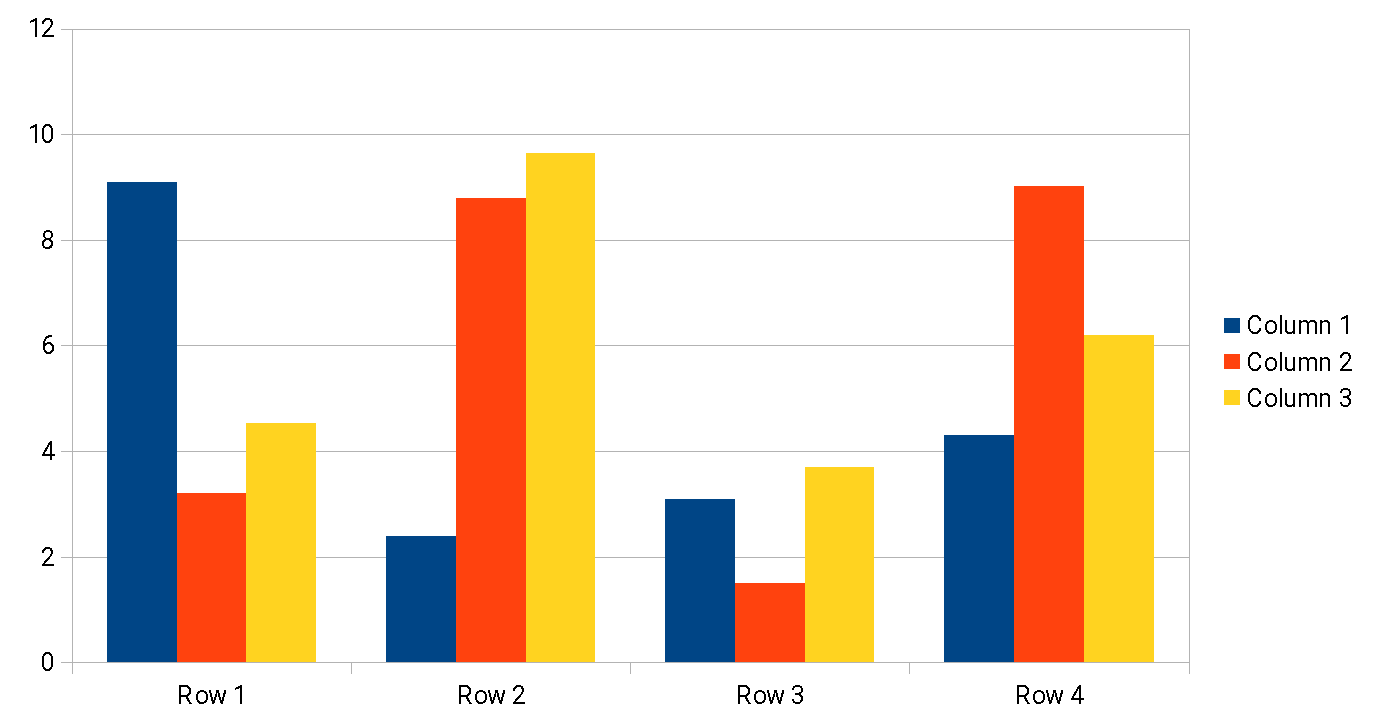 12
10
8
6
4
2
0
Row 1
Row 2
Row 3
Row 4
Column 1
Column 2
Column 3